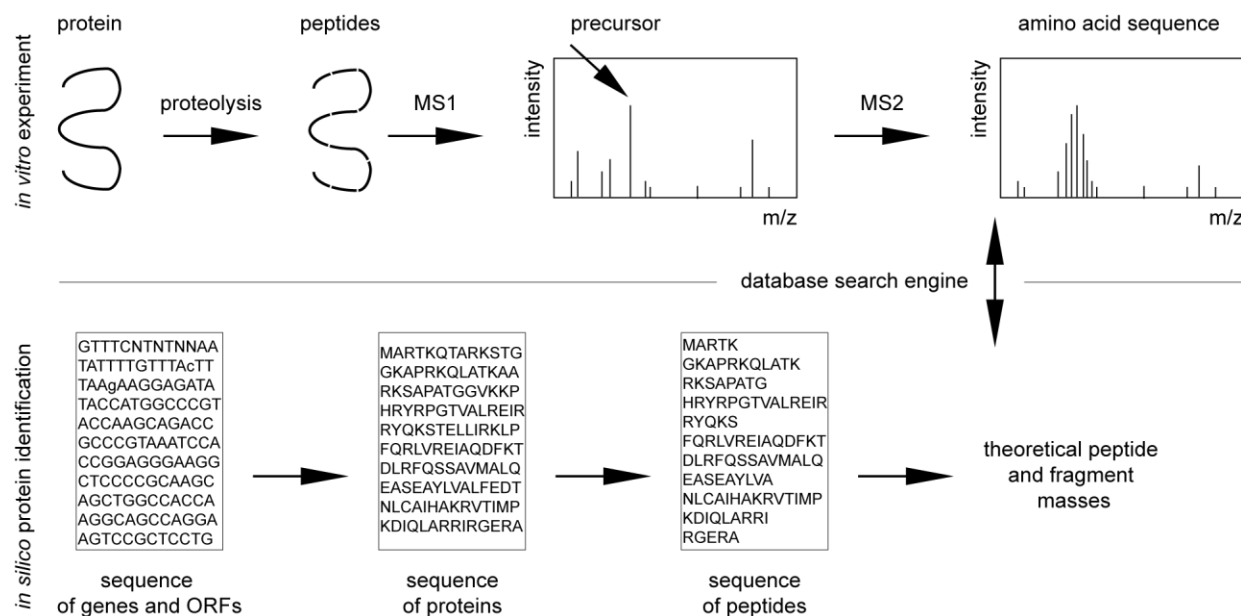 in vitro experiment
protein
proteolysis
peptides
MS1
precursor
intensity
m/z
MS2
amino acid sequence
intensity
m/z
database search engine
in silico protein identification
GTTTCNTNTNNAA
TATTTTGTTTAcTT
TAAgAAGGAGATA
TACCATGGCCCGT
ACCAAGCAGACC
GCCCGTAAATCCA
CCGGAGGGAAGG
CTCCCCGCAAGC
AGCTGGCCACCA
AGGCAGCCAGGA
AGTCCGCTCCTG
sequence
of genes and ORFs
MARTKQTARKSTG
GKAPRKQLATKAA
RKSAPATGGVKKP
HRYRPGTVALREIR
RYQKSTELLIRKLP
FQRLVREIAQDFKT
DLRFQSSAVMALQ
EASEAYLVALFEDT
NLCAIHAKRVTIMP
KDIQLARRIRGERA
sequence
of proteins
MARTK
GKAPRKQLATK
RKSAPATG
HRYRPGTVALREIR
RYQKS
FQRLVREIAQDFKT
DLRFQSSAVMALQ
EASEAYLVA
NLCAIHAKRVTIMP
KDIQLARRI
RGERA
sequence
of peptides
theoretical peptide
and fragment
masses